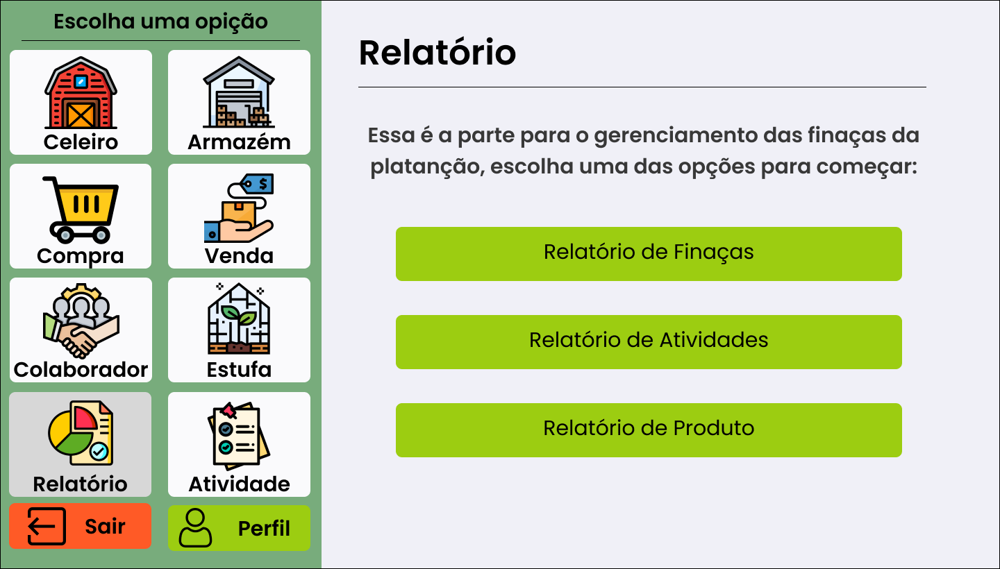 Escolha uma opição
Celeiro
Armazém
Compra
Venda
Colaborador
Estufa
Relatório
Atividade
Sair
Perfil
Relatório
Essa é a parte para o gerenciamento das finaças da
platanção, escolha uma das opções para começar:
Relatório de Finaças
Relatório de Atividades
Relatório de Produto